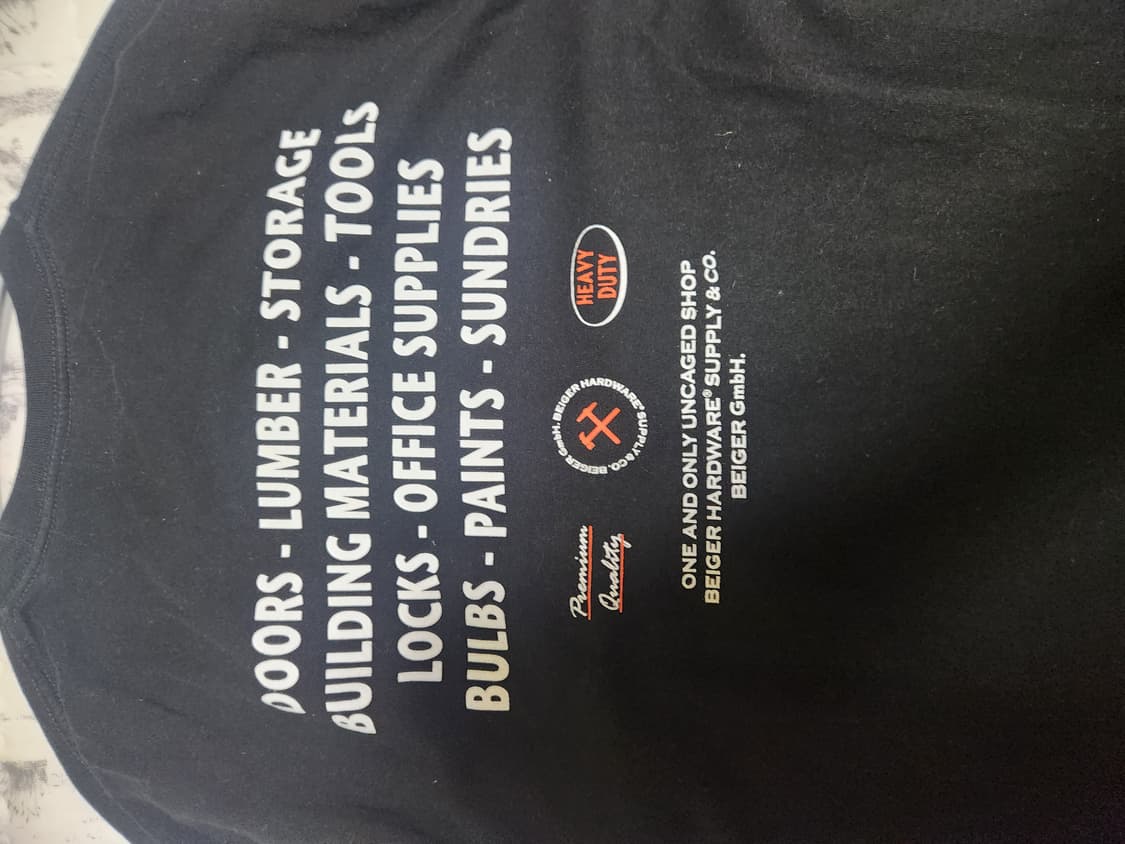 DOORS - LUMBER - STORAGE
BUILDING MATERIALS - TOOLS
LOCKS - OFFICE SUPPLIES
BULBS - PAINTS - SUNDRIES
Premium
Quality
BEIGER GmbH. BEIGER HARDWARE® SUPPLY & CO.
HEAVY
DUTY
ONE AND ONLY UNCAGED SHOP
BEIGER HARDWARE® SUPPLY & CO.
BEIGER GmbH.